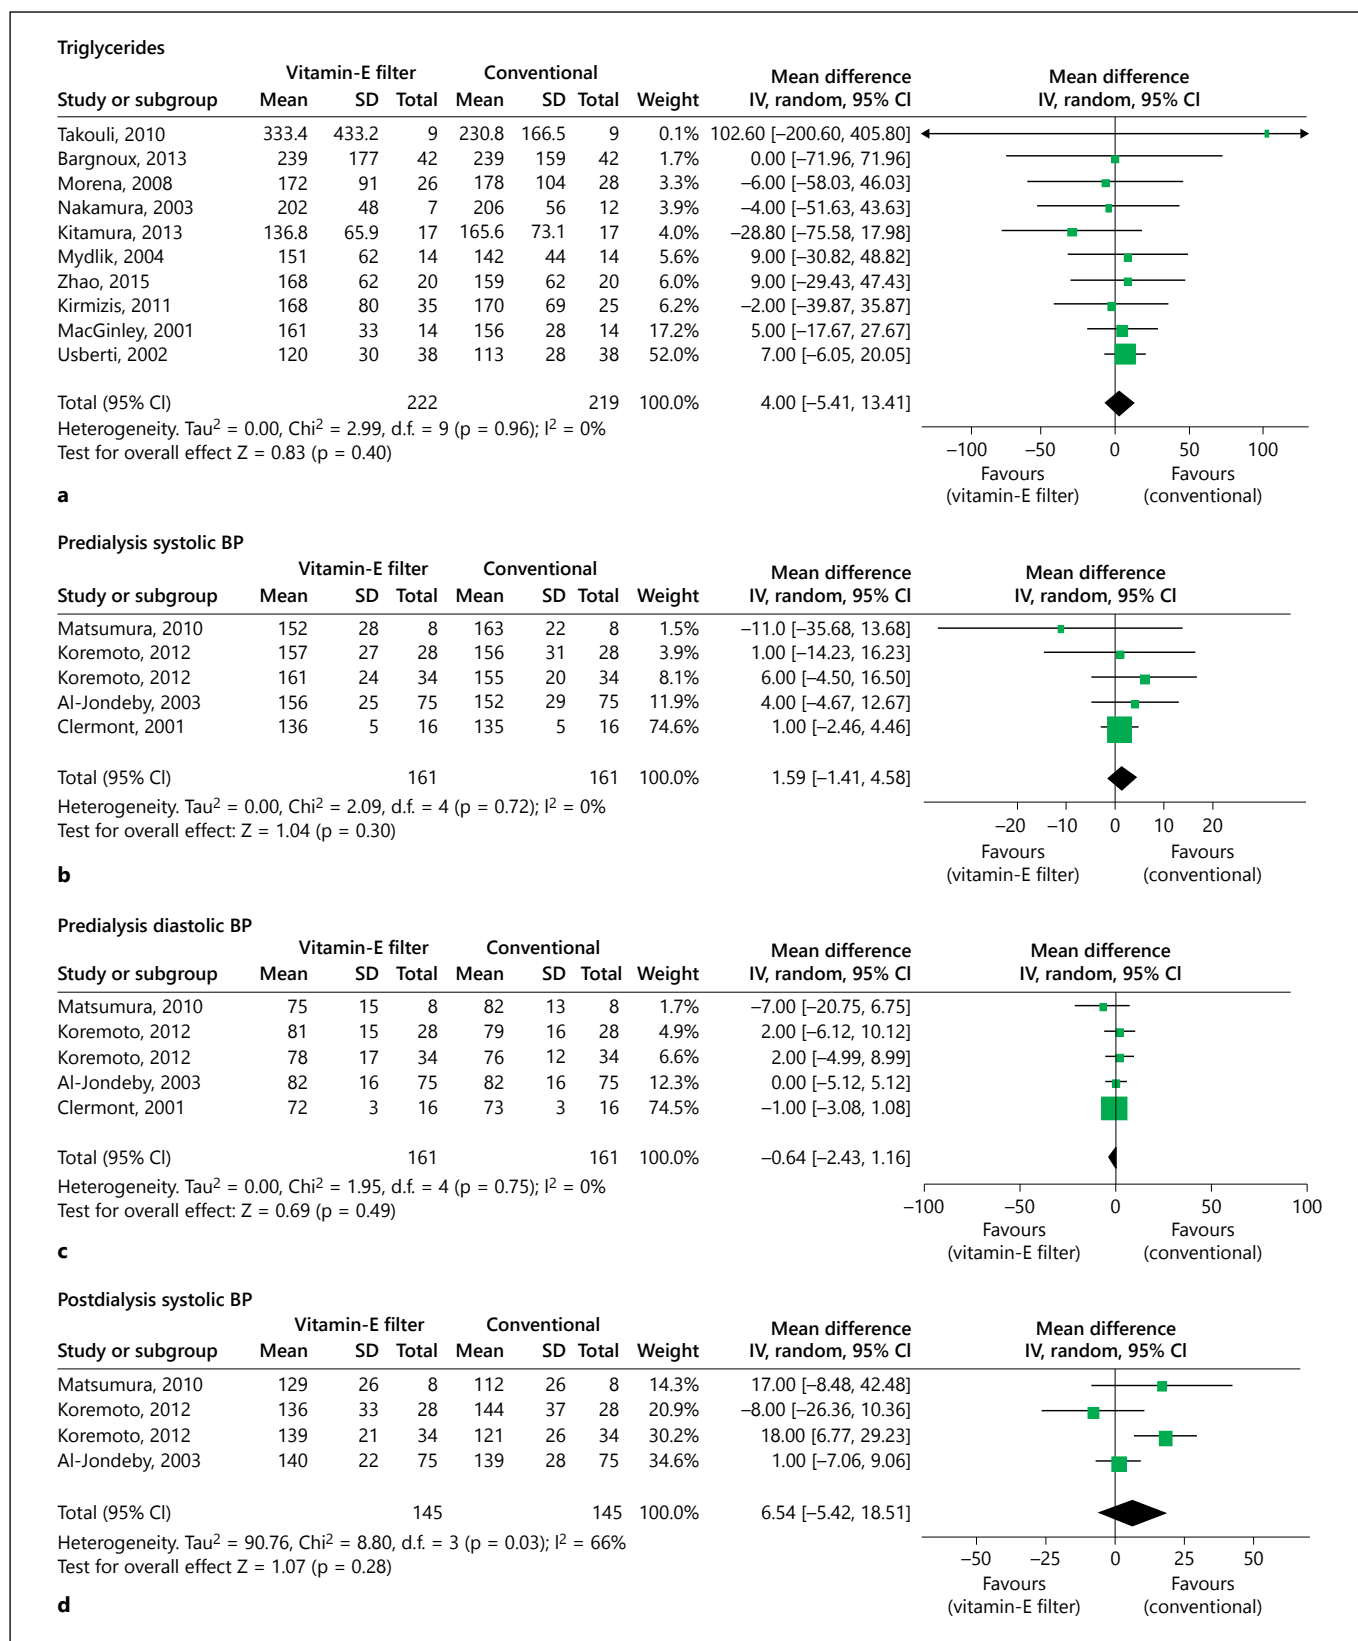 Triglycerides
Vitamin-E filter Conventional Mean difference Mean difference
Study or subgroup Mean SD Total Mean SD Total Weight IV, random, 95% CI IV, random, 95% CI
Takouli, 2010 333.4 433.2 9 230.8 166.5 9 0.1% 102.60 [–200.60, 405.80]
Bargnoux, 2013 239 177 42 239 159 42 1.7% 0.00 [–71.96, 71.96]
Morena, 2008 172 91 26 178 104 28 3.3% –6.00 [–58.03, 46.03]
Nakamura, 2003 202 48 7 206 56 12 3.9% –4.00 [–51.63, 43.63]
Kitamura, 2013 136.8 65.9 17 165.6 73.1 17 4.0% –28.80 [–75.58, 17.98]
Mydlik, 2004 151 62 14 142 44 14 5.6% 9.00 [–30.82, 48.82]
Zhao, 2015 168 62 20 159 62 20 6.0% 9.00 [–29.43, 47.43]
Kirmizis, 2011 168 80 35 170 69 25 6.2% –2.00 [–39.87, 35.87]
MacGinley, 2001 161 33 14 156 28 14 17.2% 5.00 [–17.67, 27.67]
Usberti, 2002 120 30 38 113 28 38 52.0% 7.00 [–6.05, 20.05]
Total (95% CI) 222 219 100.0% 4.00 [–5.41, 13.41]
Heterogeneity. Tau² = 0.00, Chi² = 2.99, d.f. = 9 (p = 0.96); I² = 0%
Test for overall effect Z = 0.83 (p = 0.40)
–100 –50 0 50 100
Favours Favours
(vitamin-E filter) (conventional)
a
Predialysis systolic BP
Vitamin-E filter Conventional Mean difference Mean difference
Study or subgroup Mean SD Total Mean SD Total Weight IV, random, 95% CI IV, random, 95% CI
Matsumura, 2010 152 28 8 163 22 8 1.5% –11.0 [–35.68, 13.68]
Koremoto, 2012 157 27 28 156 31 28 3.9% 1.00 [–14.23, 16.23]
Koremoto, 2012 161 24 34 155 20 34 8.1% 6.00 [–4.50, 16.50]
Al-Jondeby, 2003 156 25 75 152 29 75 11.9% 4.00 [–4.67, 12.67]
Clermont, 2001 136 5 16 135 5 16 74.6% 1.00 [–2.46, 4.46]
Total (95% CI) 161 161 100.0% 1.59 [–1.41, 4.58]
Heterogeneity. Tau² = 0.00, Chi² = 2.09, d.f. = 4 (p = 0.72); I² = 0%
Test for overall effect: Z = 1.04 (p = 0.30)
–20 –10 0 10 20
Favours Favours
(vitamin-E filter) (conventional)
b
Predialysis diastolic BP
Vitamin-E filter Conventional Mean difference Mean difference
Study or subgroup Mean SD Total Mean SD Total Weight IV, random, 95% CI IV, random, 95% CI
Matsumura, 2010 75 15 8 82 13 8 1.7% –7.00 [–20.75, 6.75]
Koremoto, 2012 81 15 28 79 16 28 4.9% 2.00 [–6.12, 10.12]
Koremoto, 2012 78 17 34 76 12 34 6.6% 2.00 [–4.99, 8.99]
Al-Jondeby, 2003 82 16 75 82 16 75 12.3% 0.00 [–5.12, 5.12]
Clermont, 2001 72 3 16 73 3 16 74.5% –1.00 [–3.08, 1.08]
Total (95% CI) 161 161 100.0% –0.64 [–2.43, 1.16]
Heterogeneity. Tau² = 0.00, Chi² = 1.95, d.f. = 4 (p = 0.75); I² = 0%
Test for overall effect: Z = 0.69 (p = 0.49)
–100 –50 0 50 100
Favours Favours
(vitamin-E filter) (conventional)
c
Postdialysis systolic BP
Vitamin-E filter Conventional Mean difference Mean difference
Study or subgroup Mean SD Total Mean SD Total Weight IV, random, 95% CI IV, random, 95% CI
Matsumura, 2010 129 26 8 112 26 8 14.3% 17.00 [–8.48, 42.48]
Koremoto, 2012 136 33 28 144 37 28 20.9% –8.00 [–26.36, 10.36]
Koremoto, 2012 139 21 34 121 26 34 30.2% 18.00 [6.77, 29.23]
Al-Jondeby, 2003 140 22 75 139 28 75 34.6% 1.00 [–7.06, 9.06]
Total (95% CI) 145 145 100.0% 6.54 [–5.42, 18.51]
Heterogeneity. Tau² = 90.76, Chi² = 8.80, d.f. = 3 (p = 0.03); I² = 66%
Test for overall effect Z = 1.07 (p = 0.28)
–50 –25 0 25 50
Favours Favours
(vitamin-E filter) (conventional)
d